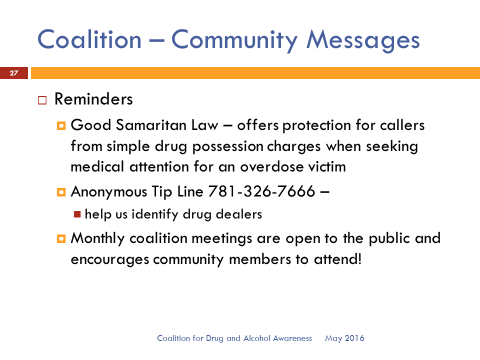 Coalition – Community Messages
27
Reminders
Good Samaritan Law – offers protection for callers
from simple drug possession charges when seeking
medical attention for an overdose victim
Anonymous Tip Line 781-326-7666 –
help us identify drug dealers
Monthly coalition meetings are open to the public and
encourages community members to attend!
Coalition for Drug and Alcohol Awareness May 2016